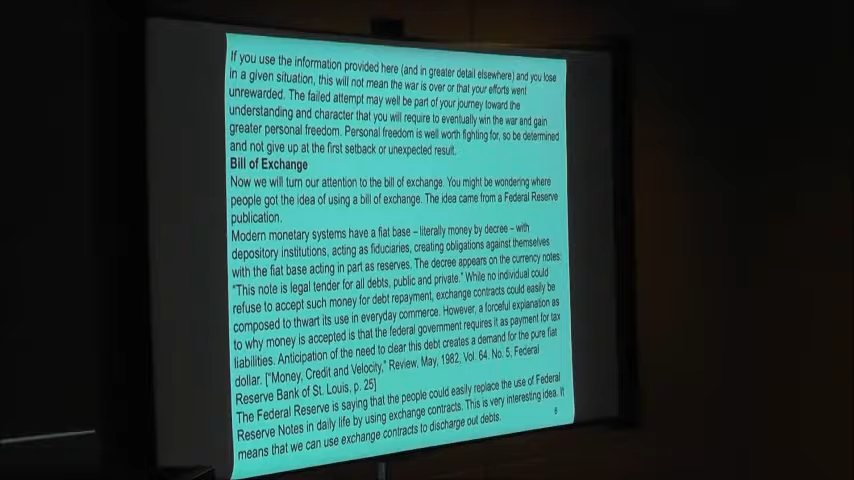 If you use the information provided here (and in greater detail elsewhere) and you lose
in a given situation, this will not mean the war is over or that your efforts went
unrewarded. The failed attempt may well be part of your journey toward the
understanding and character that you will require to eventually win the war and gain
greater personal freedom. Personal freedom is well worth fighting for, so be determined
and not give up at the first setback or unexpected result.
Bill of Exchange
Now we will turn our attention to the bill of exchange. You might be wondering where
people got the idea of using a bill of exchange. The idea came from a Federal Reserve
publication.
Modern monetary systems have a fiat base – literally money by decree – with
depository institutions, acting as fiduciaries, creating obligations against themselves
with the fiat base acting in part as reserves. The decree appears on the currency notes:
"This note is legal tender for all debts, public and private." While no individual could
refuse to accept such money for debt repayment, exchange contracts could easily be
composed to thwart its use in everyday commerce. However, a forceful explanation as
to why money is accepted is that the federal government requires it as payment for tax
liabilities. Anticipation of the need to clear this debt creates a demand for the pure fiat
dollar. ["Money, Credit and Velocity," Review, May, 1982, Vol. 64. No. 5, Federal
Reserve Bank of St. Louis, p. 25]
The Federal Reserve is saying that the people could easily replace the use of Federal
Reserve Notes in daily life by using exchange contracts. This is very interesting idea. It
means that we can use exchange contracts to discharge out debts.